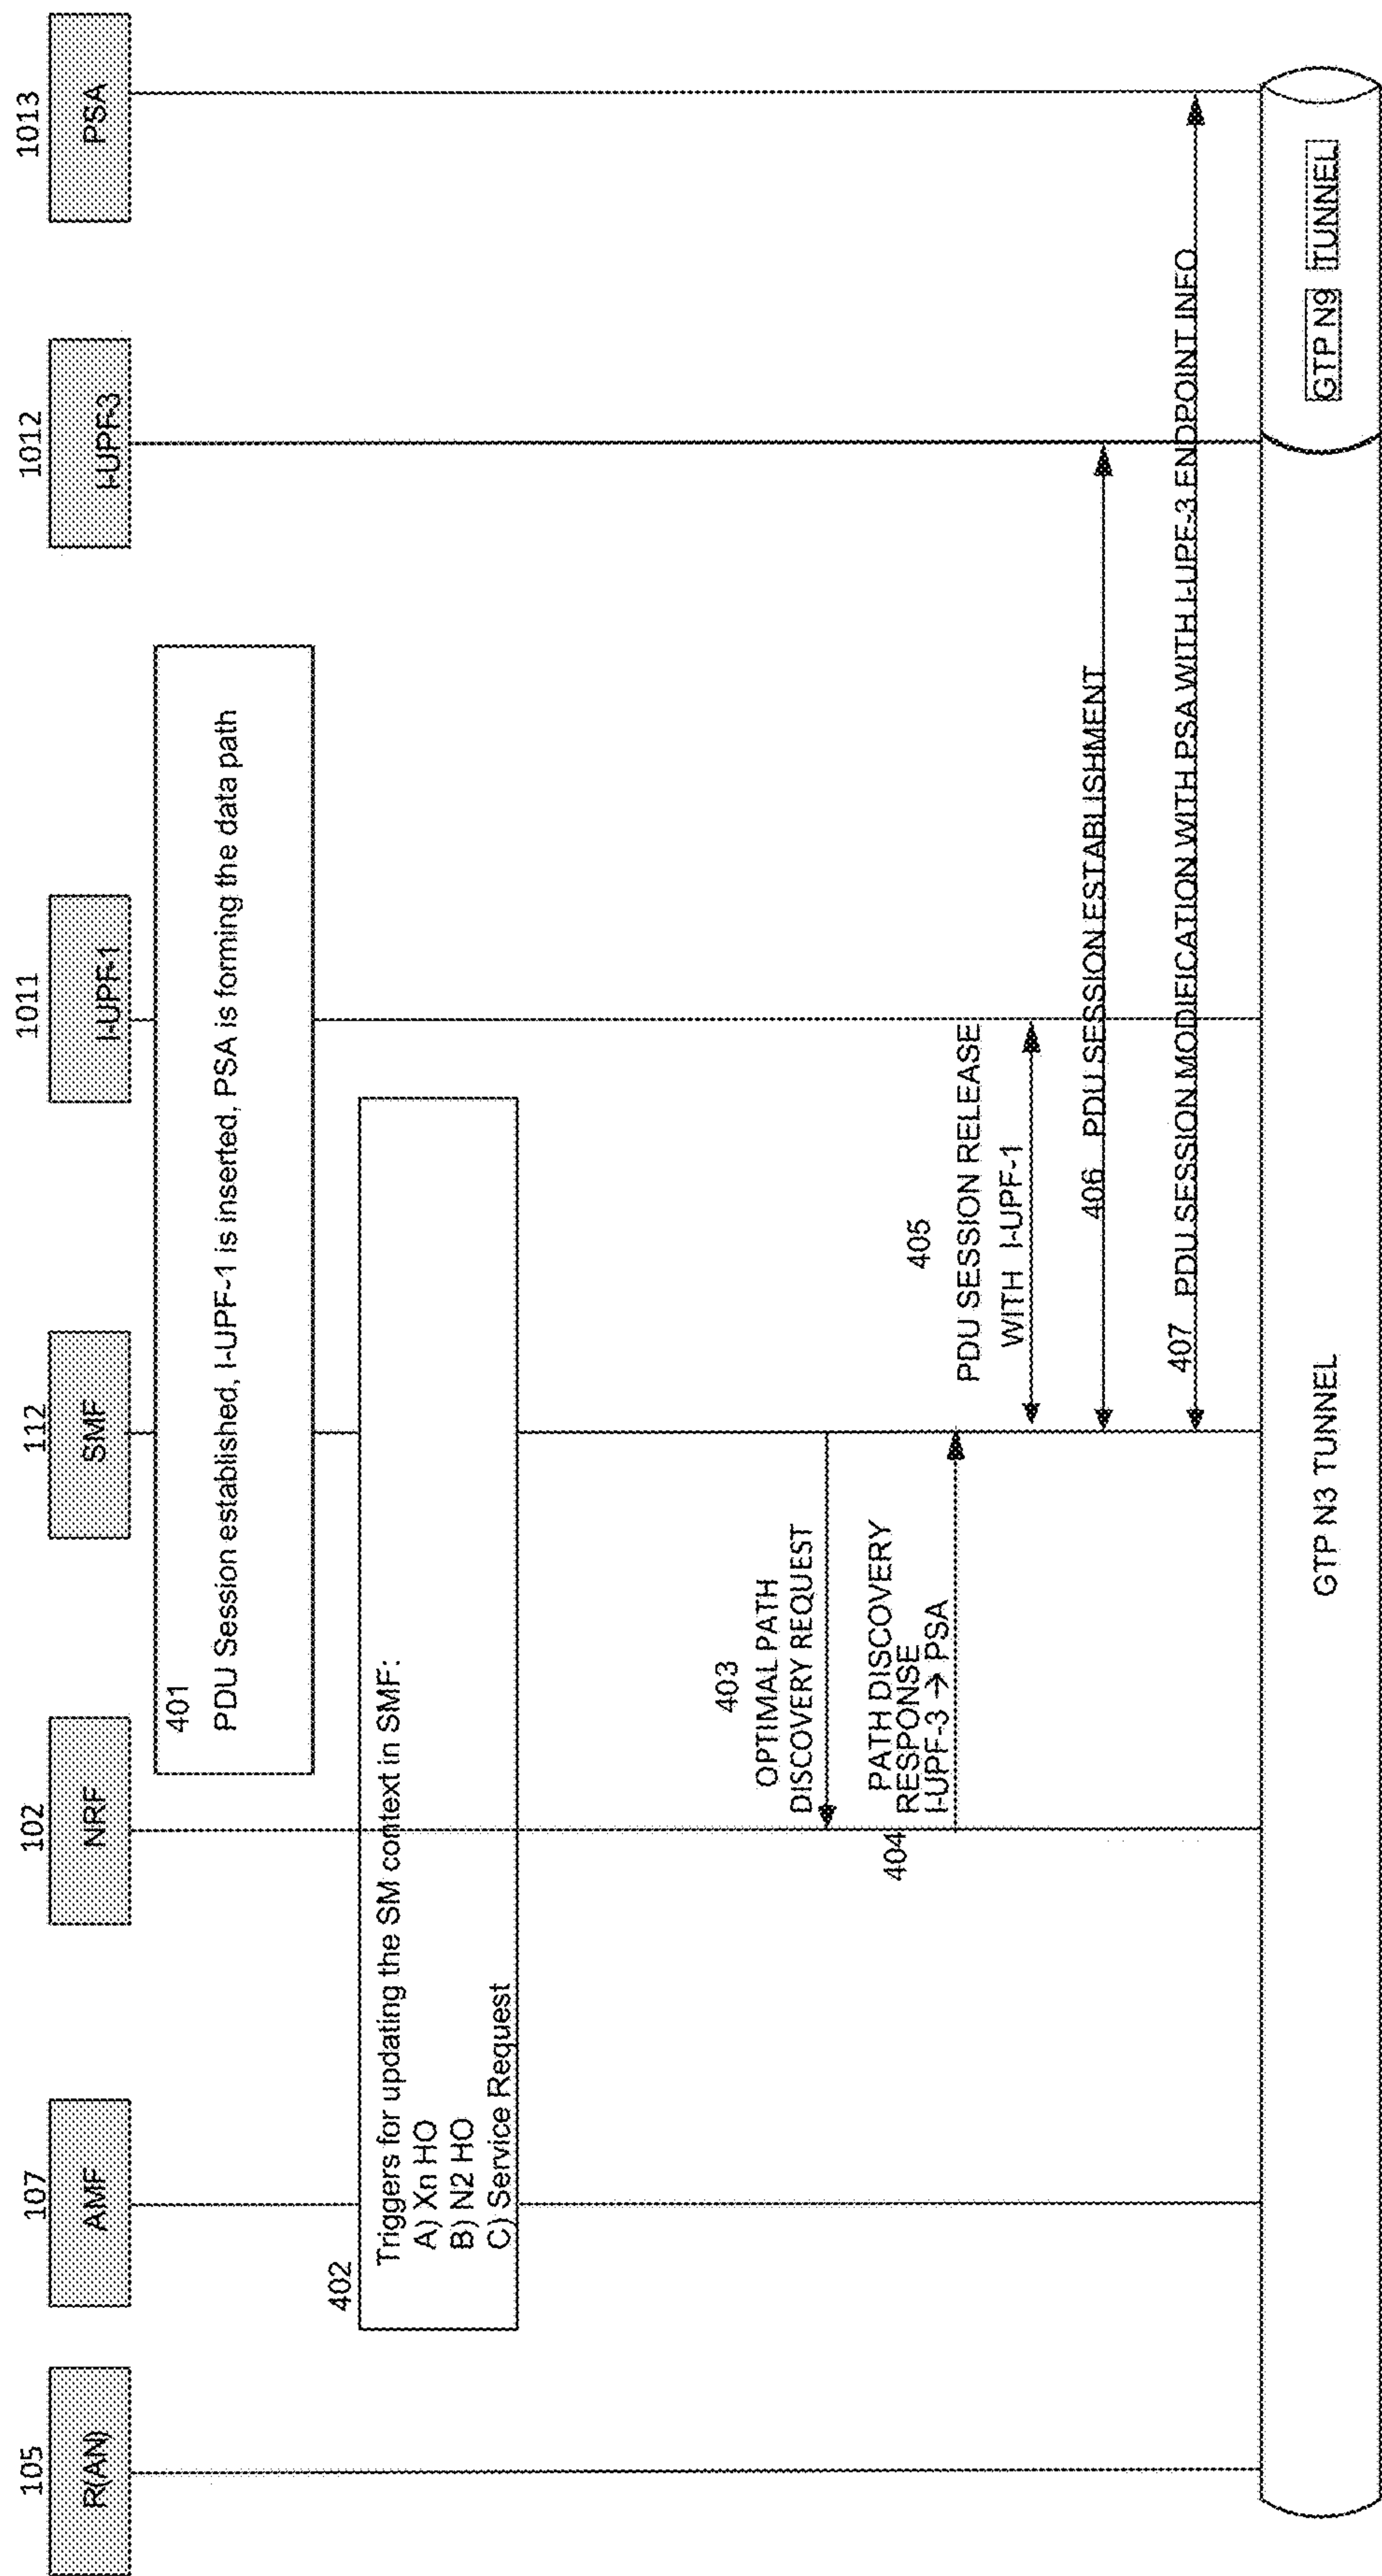 105
R(AN)
107
AMF
102
NRF
112
SMF
1011
I-UPF-1
1012
I-UPF-3
1013
PSA
401
PDU Session established, I-UPF-1 is inserted, PSA is forming the data path
402
Triggers for updating the SM context in SMF:
A) Xn HO
B) N2 HO
C) Service Request
403
OPTIMAL PATH
DISCOVERY REQUEST
404
PATH DISCOVERY
RESPONSE
I-UPF-3 → PSA
405
PDU SESSION RELEASE
WITH I-UPF-1
406 PDU SESSION ESTABLISHMENT
407 PDU SESSION MODIFICATION WITH PSA WITH I-UPF-3 ENDPOINT INFO
GTP N3 TUNNEL
GTP N9 TUNNEL